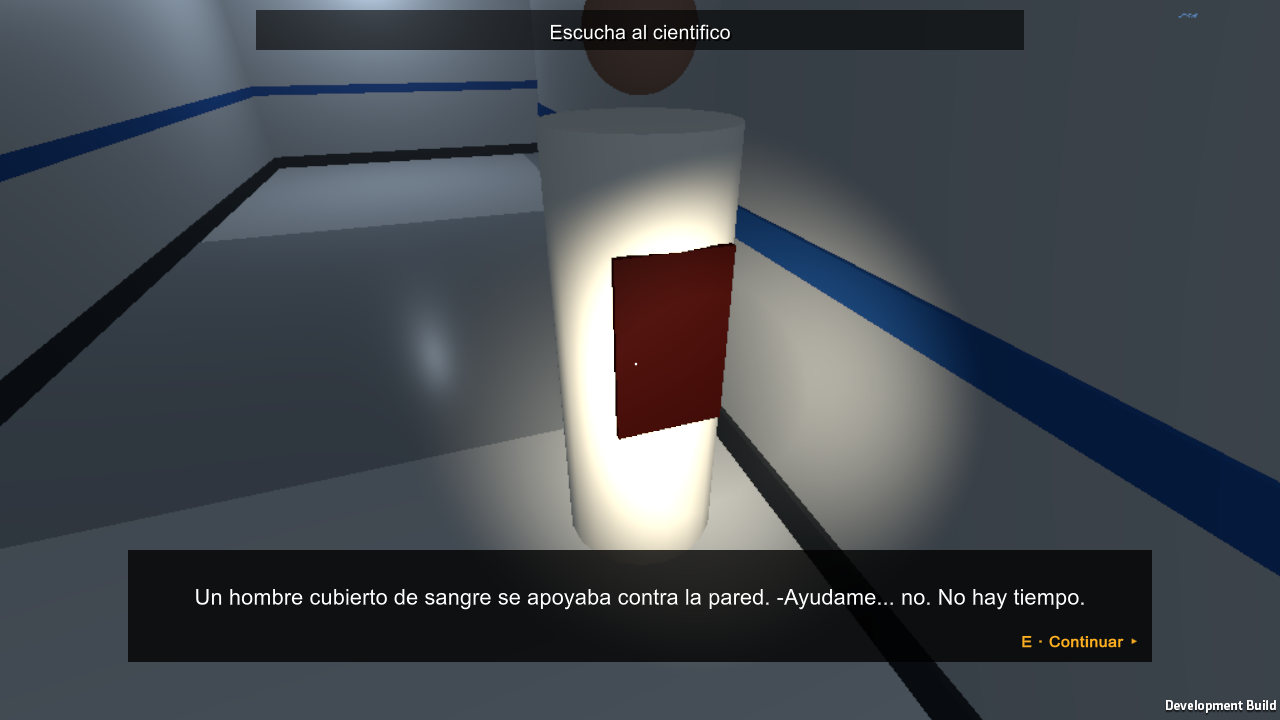 Escucha al cientifico
Un hombre cubierto de sangre se apoyaba contra la pared. -Ayudame... no. No hay tiempo.
E · Continuar ▸
Development Build